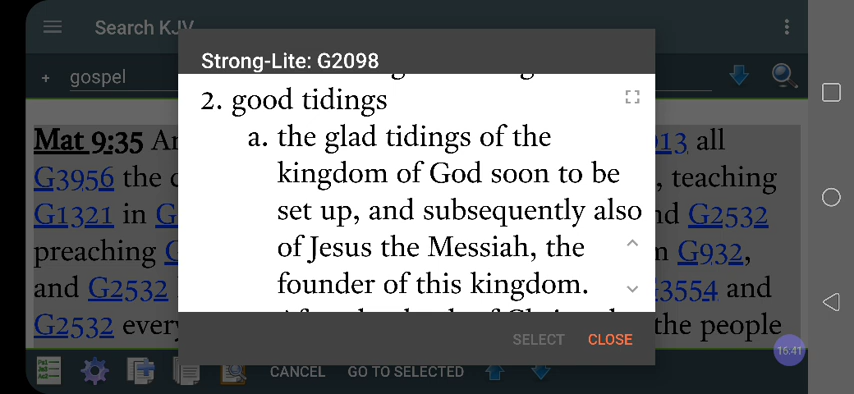 Search KJV
Strong-Lite: G2098
+ gospel
2. good tidings
a. the glad tidings of the
kingdom of God soon to be
set up, and subsequently also
of Jesus the Messiah, the
founder of this kingdom.
Mat 9:35 all
G3956 the , teaching
G1321 in G2532
preaching G932,
and G2532 3554 and
G2532 the people
SELECT CLOSE
16:41
CANCEL GO TO SELECTED